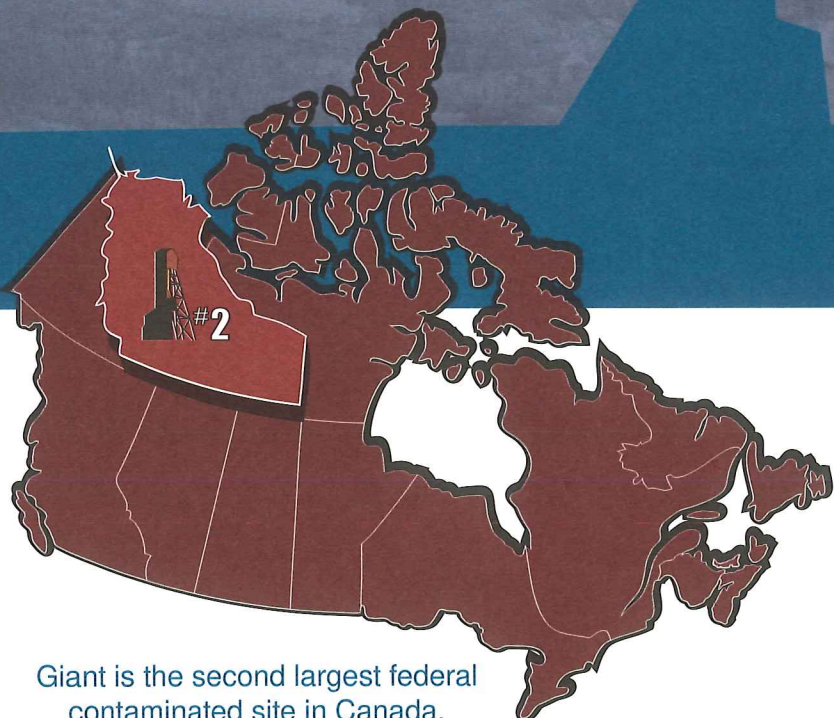 #2
Giant is the second largest federal
contaminated site in Canada.